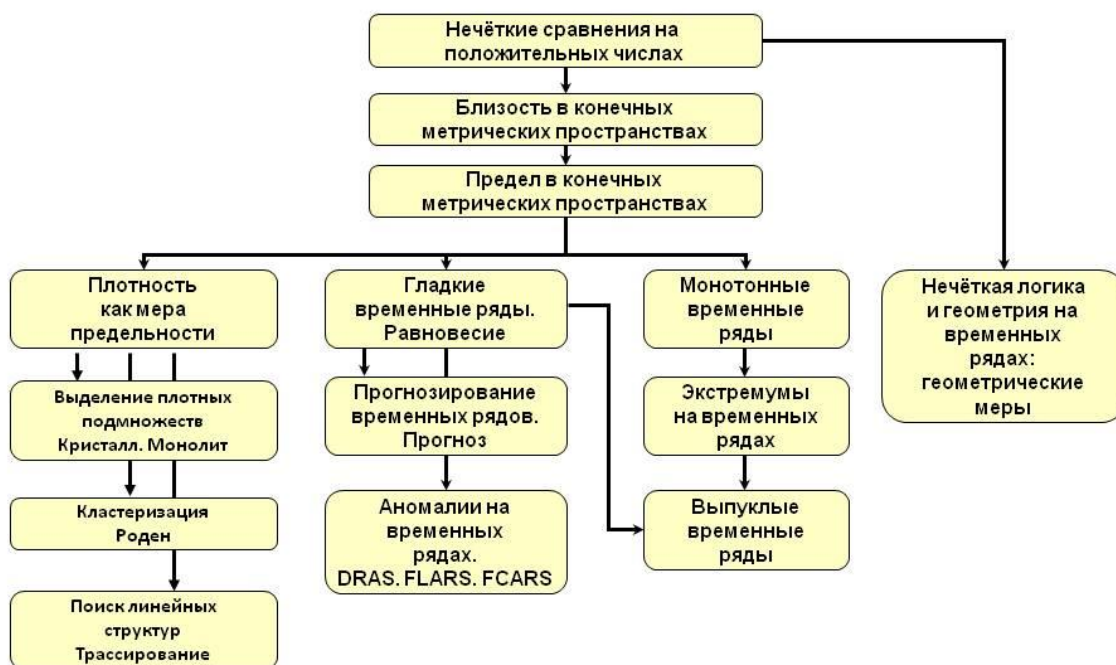 Нечёткие сравнения на
положительных числах
Близость в конечных
метрических пространствах
Предел в конечных
метрических пространствах
Плотность
как мера
предельности
Гладкие
временные ряды.
Равновесие
Монотонные
временные
ряды
Нечёткая логика
и геометрия на
временных
рядах:
геометрические
меры
Выделение плотных
подмножеств
Кристалл. Монолит
Прогнозирование
временных рядов.
Прогноз
Экстремумы
на временных
рядах
Кластеризация
Роден
Аномалии на
временных
рядах.
DRAS. FLARS. FCARS
Выпуклые
временные
ряды
Поиск линейных
структур
Трассирование